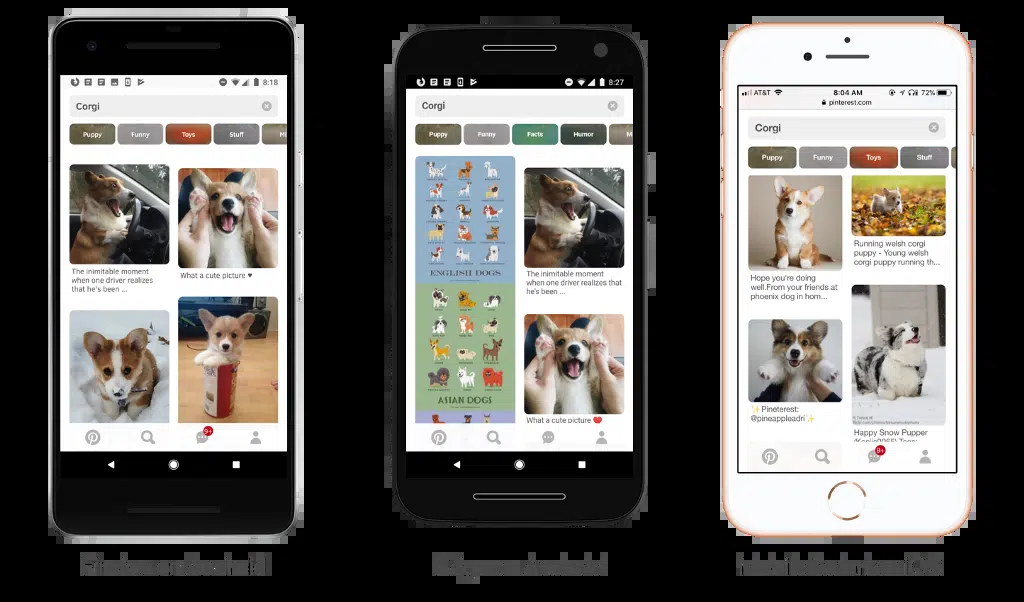 8:18
Corgi
Puppy
Funny
Toys
Stuff
The inimitable moment
when one driver realizes
that he's been ...
What a cute picture ♥
9+
8:27
Corgi
Puppy
Funny
Facts
Humor
M
ENGLISH DOGS
ASIAN DOGS
The inimitable moment
when one driver realizes that
he's been ...
What a cute picture ❤️
AT&T
8:04 AM
72%
pinterest.com
Corgi
Puppy
Funny
Toys
Stuff
Hope you're doing
well.From your friends at
phoenix dog in hom...
Running welsh corgi
puppy - Young welsh
corgi puppy running th...
✨Pineterest:
@pineappleadri✨
Happy Snow Pupper
9+